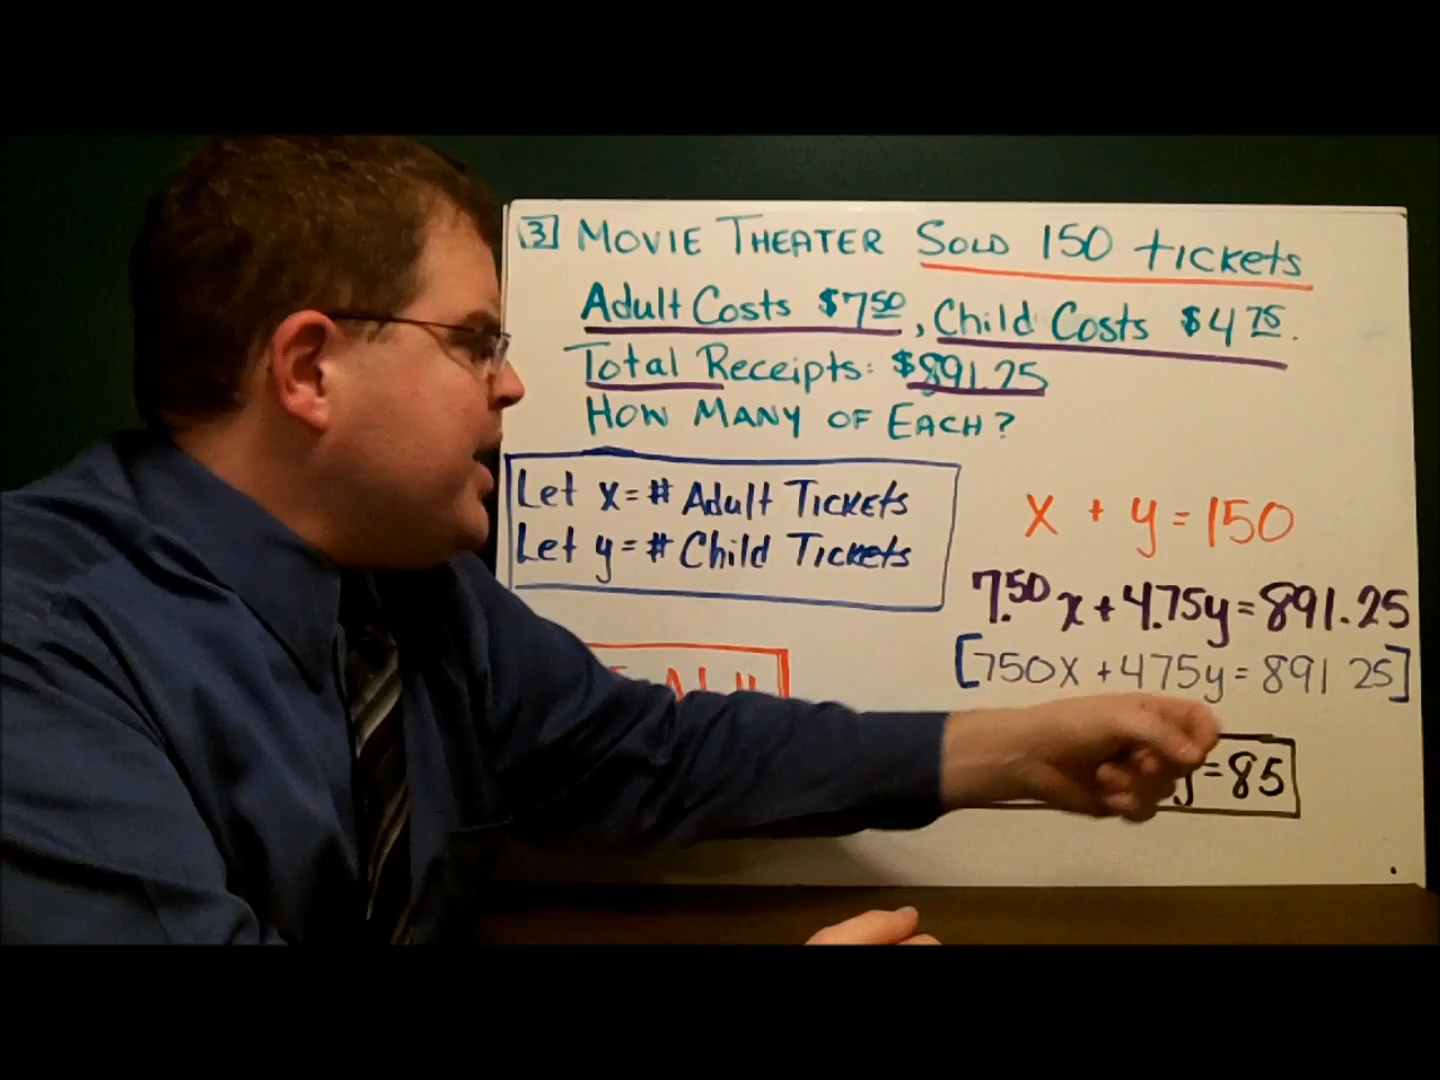 3 MOVIE THEATER SOLD 150 tickets
Adult Costs $7.50, Child Costs $4.75.
Total Receipts: $891.25
HOW MANY OF EACH?
Let x = # Adult Tickets
Let y = # Child Tickets
x + y = 150
7.50x + 4.75y = 891.25
[750x + 475y = 891 25]
y = 85